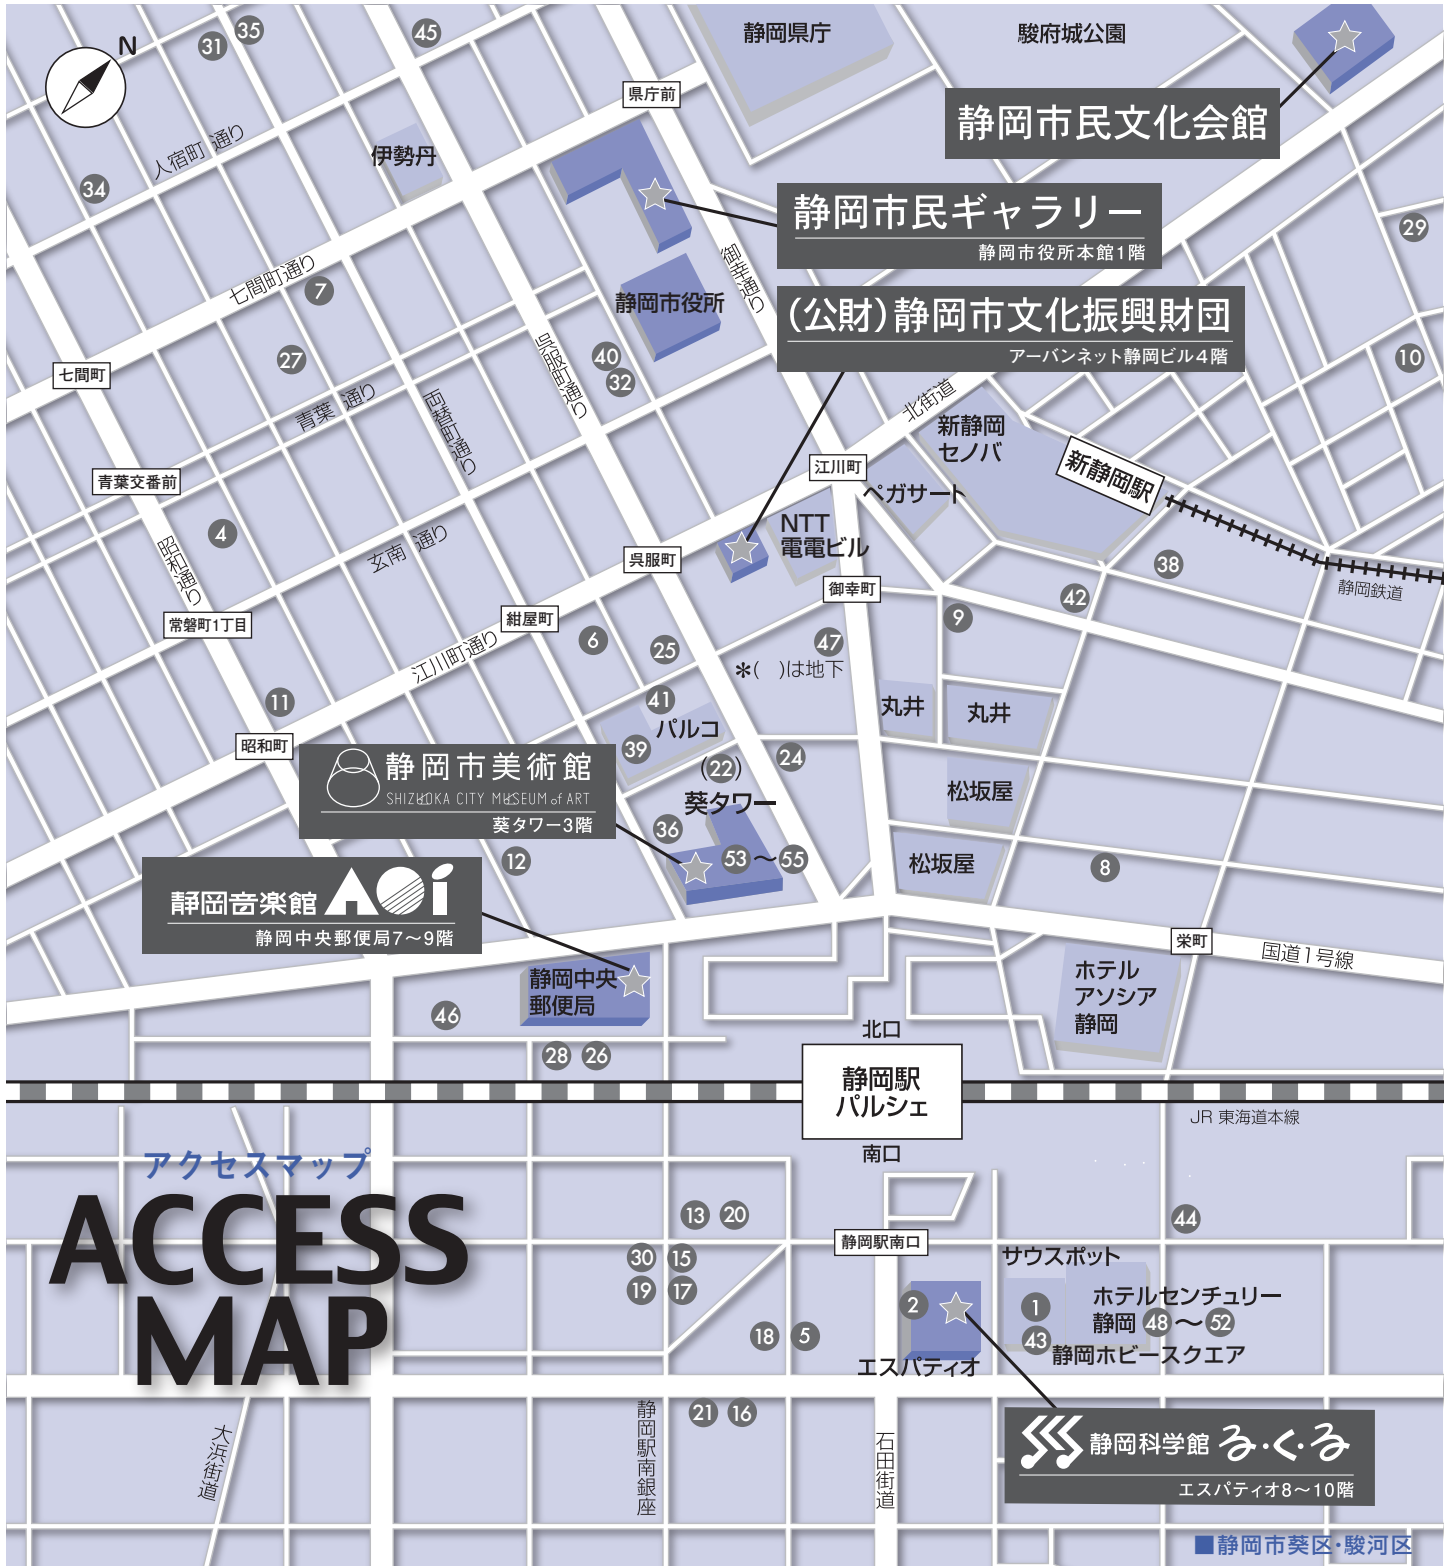 N
31
35
45
静岡県庁
駿府城公園
県庁前
静岡市民文化会館
人宿町 通り
伊勢丹
34
静岡市民ギャラリー
静岡市役所本館1階
29
御幸通り
七間町通り
7
静岡市役所
(公財)静岡市文化振興財団
アーバンネット静岡ビル4階
呉服町通り
40
32
27
10
七間町
青葉 通り
両替町通り
北街道
新静岡
セノバ
新静岡駅
江川町
青葉交番前
ペガサート
4
NTT
電電ビル
玄南 通り
昭和通り
呉服町
38
静岡鉄道
御幸町
42
9
常磐町1丁目
紺屋町
6
25
47
江川町通り
*( )は地下
11
41
パルコ
39
丸井
丸井
昭和町
静岡市美術館
SHIZUOKA CITY MUSEUM of ART
葵タワー3階
(22)
24
葵タワー
松坂屋
36
53～55
12
松坂屋
8
静岡音楽館 AOi
静岡中央郵便局7～9階
栄町
国道1号線
静岡中央
郵便局
ホテル
アソシア
静岡
46
北口
28
26
静岡駅
パルシェ
JR 東海道本線
南口
アクセスマップ
ACCESS
MAP
13
20
44
静岡駅南口
30
15
サウスポット
19
17
2
1
ホテルセンチュリー
静岡 48～52
18
5
43
静岡ホビースクエア
エスパティオ
21
16
大浜街道
静岡駅南銀座
石田街道
静岡科学館 る・く・る
エスパティオ8～10階
■静岡市葵区・駿河区